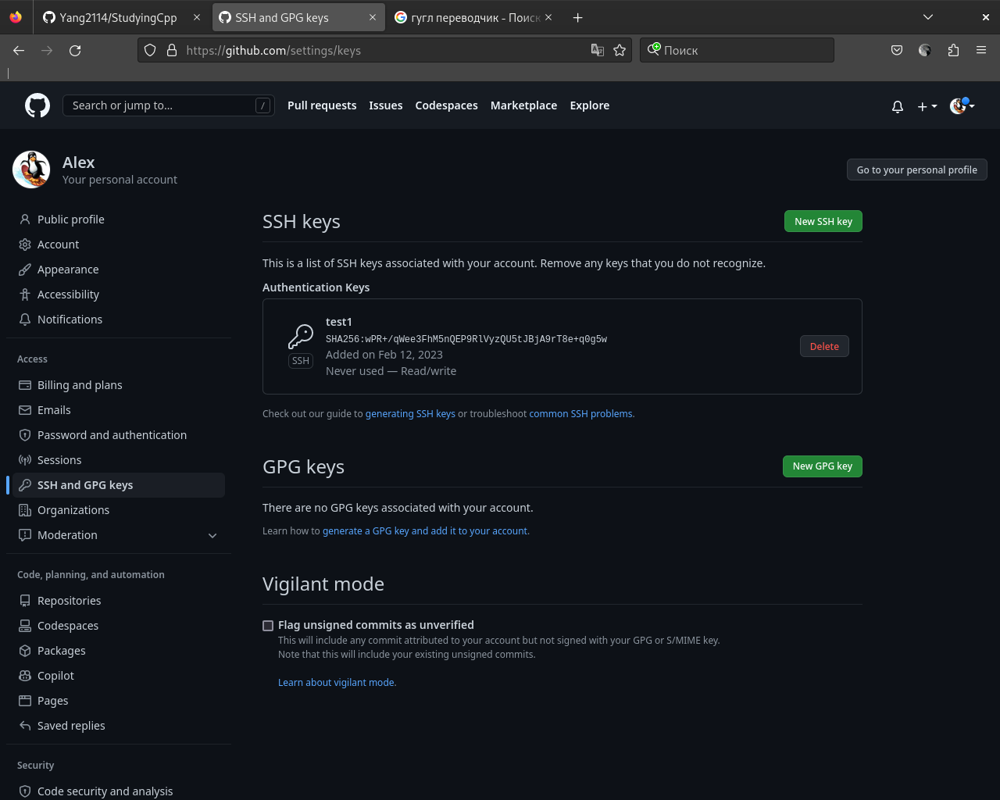 Yang2114/StudyingCpp
SSH and GPG keys
гугл переводчик - Поиск
https://github.com/settings/keys
Поиск
Search or jump to... /
Pull requests Issues Codespaces Marketplace Explore
Alex
Your personal account
Go to your personal profile
Public profile
Account
Appearance
Accessibility
Notifications
Access
Billing and plans
Emails
Password and authentication
Sessions
SSH and GPG keys
Organizations
Moderation
Code, planning, and automation
Repositories
Codespaces
Packages
Copilot
Pages
Saved replies
Security
Code security and analysis
SSH keys
New SSH key
This is a list of SSH keys associated with your account. Remove any keys that you do not recognize.
Authentication Keys
test1
SHA256:wPR+/qWee3FhM5nQEP9RlVyzQU5tJBjA9rT8e+q0g5w
SSH
Added on Feb 12, 2023
Never used — Read/write
Delete
Check out our guide to generating SSH keys or troubleshoot common SSH problems.
GPG keys
New GPG key
There are no GPG keys associated with your account.
Learn how to generate a GPG key and add it to your account.
Vigilant mode
Flag unsigned commits as unverified
This will include any commit attributed to your account but not signed with your GPG or S/MIME key.
Note that this will include your existing unsigned commits.
Learn about vigilant mode.